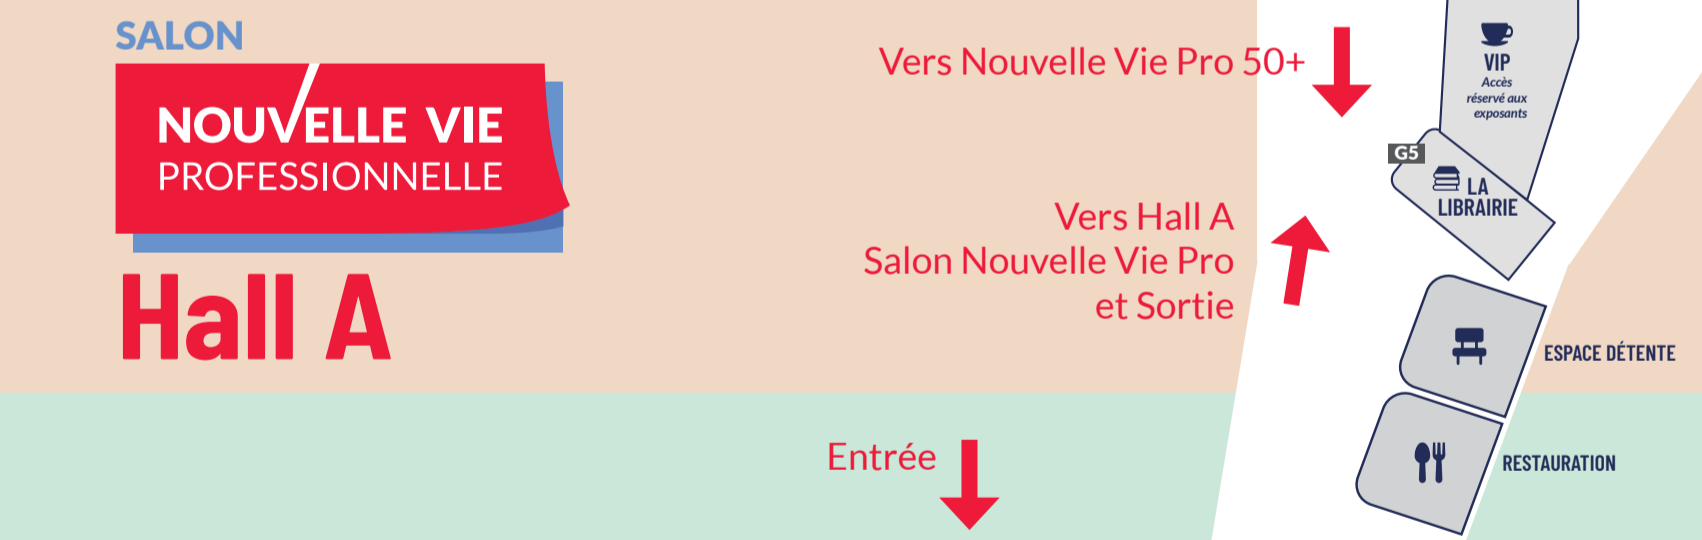 SALON
NOUVELLE VIE
PROFESSIONNELLE
Hall A
Vers Nouvelle Vie Pro 50+
Vers Hall A
Salon Nouvelle Vie Pro
et Sortie
Entrée
VIP
Accès
réservé aux
exposants
G5
LA
LIBRAIRIE
ESPACE DÉTENTE
RESTAURATION